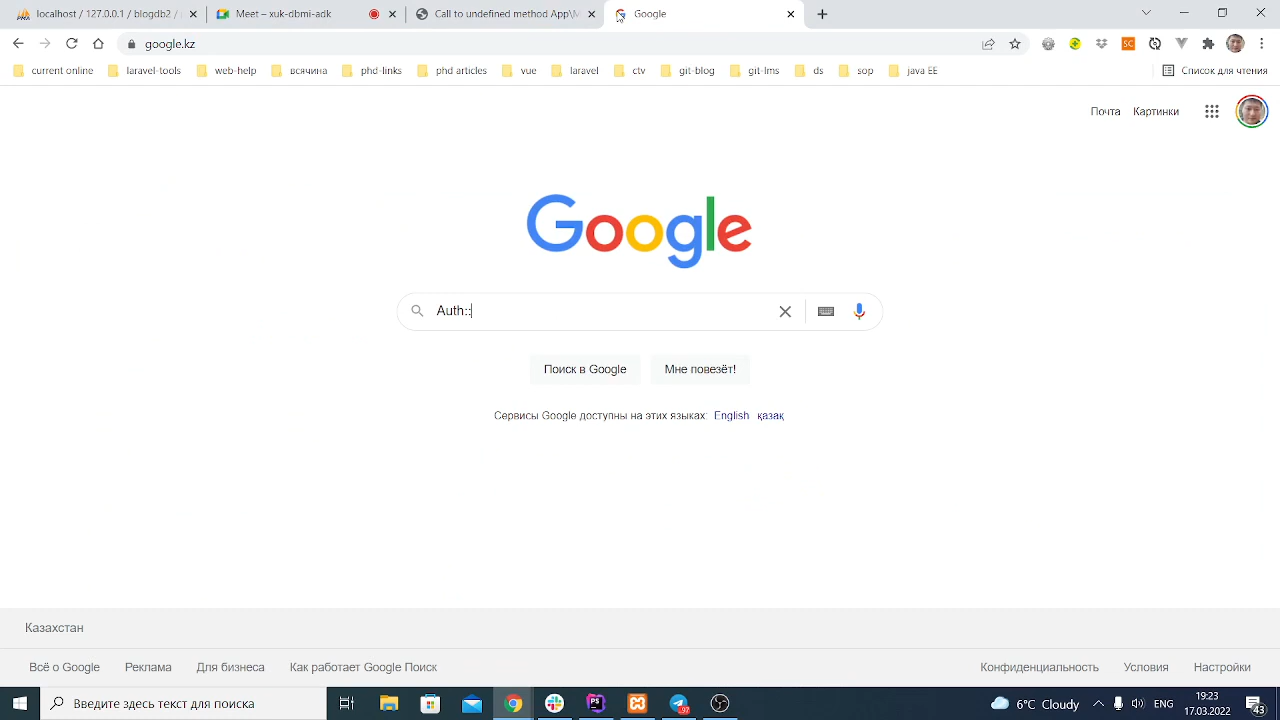 localhost / 127.0.0.1 / blogdb2 /
Meet – xuk-dbmi-adk
Call to undefined method App\M
Google
google.kz
current online
laravel-tools
web-help
всячина
phd-links
phd articles
vue
laravel
ctv
git-blog
git-lms
ds
sop
java EE
Список для чтения
Почта Картинки
Google
Auth::
Поиск в Google
Мне повезёт!
Сервисы Google доступны на этих языках: English қазақ
Казахстан
Всё о Google Реклама Для бизнеса Как работает Google Поиск
Конфиденциальность Условия Настройки
Введите здесь текст для поиска
6°C Cloudy
ENG
19:23
17.03.2022